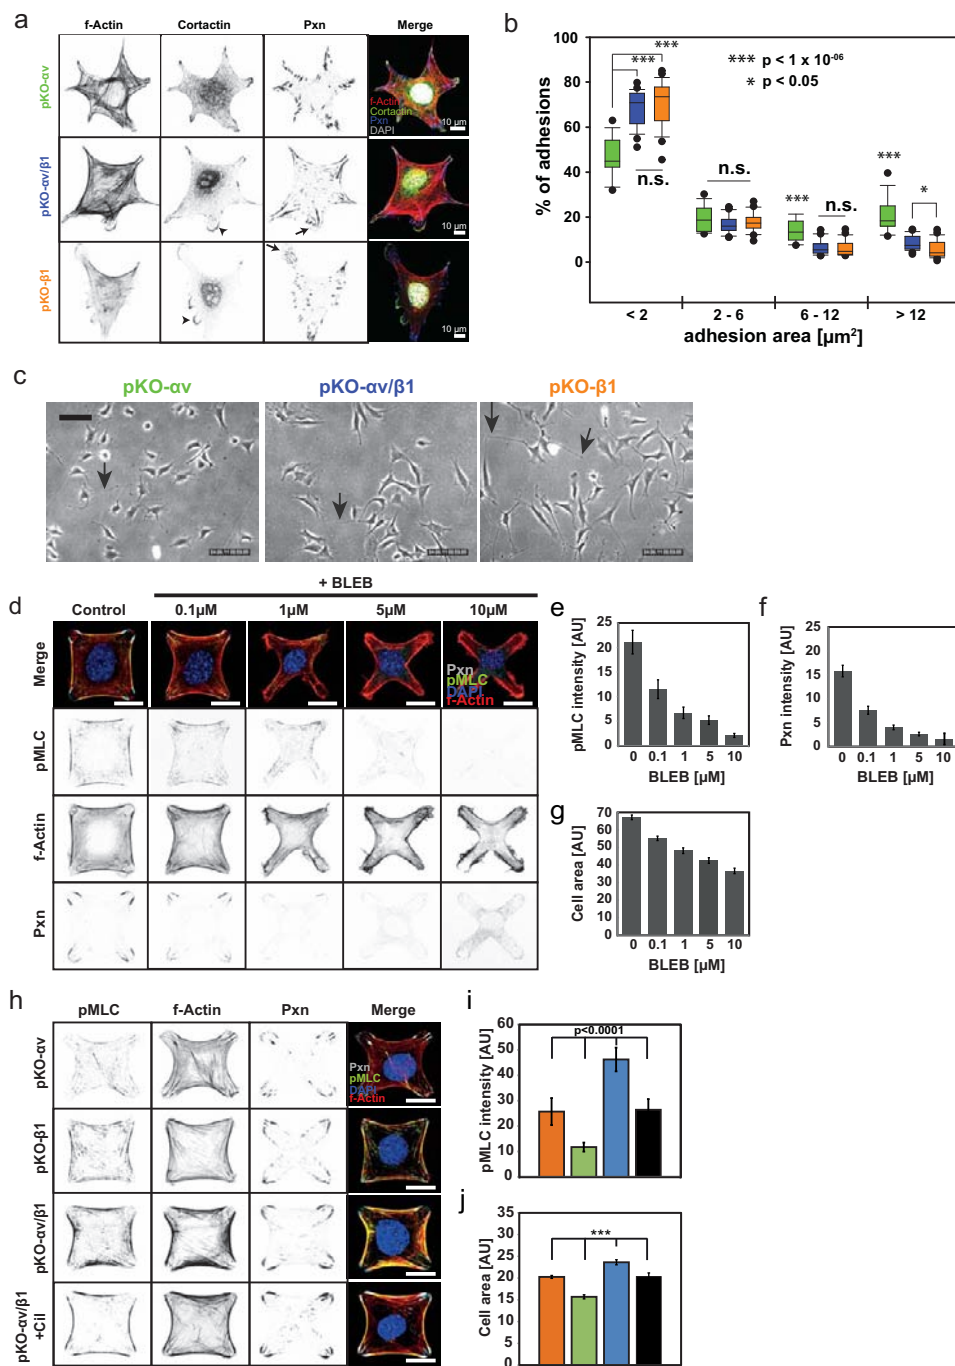 a
f-Actin Cortactin Pxn Merge
pKO-αv
f-Actin
Cortactin
Pxn
DAPI
10 μm
pKO-αv/β1
10 μm
pKO-β1
10 μm
b
% of adhesions
100
80
60
40
20
0
*** p < 1 x 10⁻⁰⁶
* p < 0.05
*** ***
n.s.
n.s.
*** n.s.
*** *
< 2 2 - 6 6 - 12 > 12
adhesion area [μm²]
c
pKO-αv pKO-αv/β1 pKO-β1
d
+ BLEB
Control 0.1μM 1μM 5μM 10μM
Merge
Pxn
pMLC
DAPI
f-Actin
pMLC
f-Actin
Pxn
e
pMLC intensity [AU]
25
20
15
10
5
0
0 0.1 1 5 10
BLEB [μM]
f
Pxn intensity [AU]
25
20
15
10
5
0
0 0.1 1 5 10
BLEB [μM]
g
Cell area [AU]
70
60
50
40
30
20
10
0
0 0.1 1 5 10
BLEB [μM]
h
pMLC f-Actin Pxn Merge
pKO-αv
Pxn
pMLC
DAPI
f-Actin
pKO-β1
pKO-αv/β1
pKO-αv/β1
+Cil
i
pMLC intensity [AU]
60
50
40
30
20
10
0
p<0.0001
j
Cell area [AU]
35
30
25
20
15
10
5
0
***